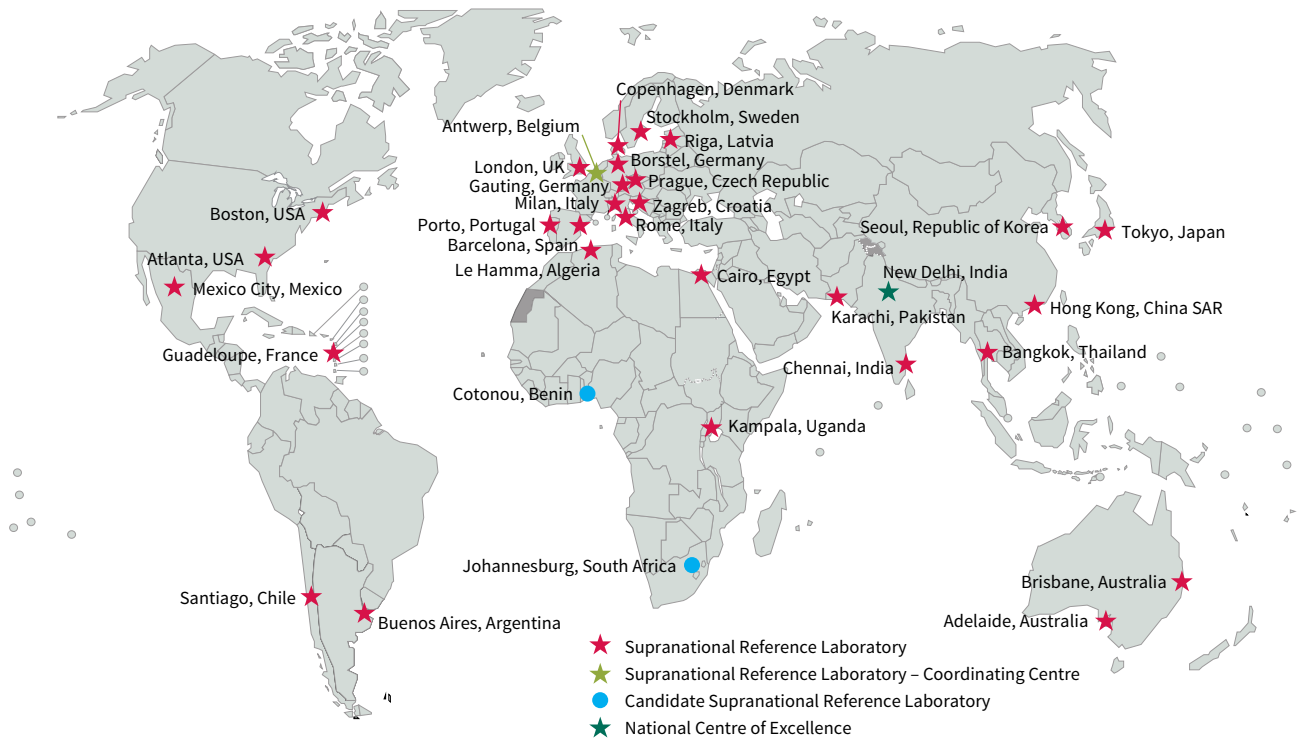 Copenhagen, Denmark
Stockholm, Sweden
Antwerp, Belgium
Riga, Latvia
London, UK
Borstel, Germany
Gauting, Germany
Prague, Czech Republic
Milan, Italy
Zagreb, Croatia
Boston, USA
Porto, Portugal
Rome, Italy
Seoul, Republic of Korea
Tokyo, Japan
Barcelona, Spain
Atlanta, USA
Le Hamma, Algeria
Cairo, Egypt
New Delhi, India
Mexico City, Mexico
Karachi, Pakistan
Hong Kong, China SAR
Guadeloupe, France
Bangkok, Thailand
Chennai, India
Cotonou, Benin
Kampala, Uganda
Johannesburg, South Africa
Brisbane, Australia
Santiago, Chile
Buenos Aires, Argentina
Adelaide, Australia
Supranational Reference Laboratory
Supranational Reference Laboratory – Coordinating Centre
Candidate Supranational Reference Laboratory
National Centre of Excellence